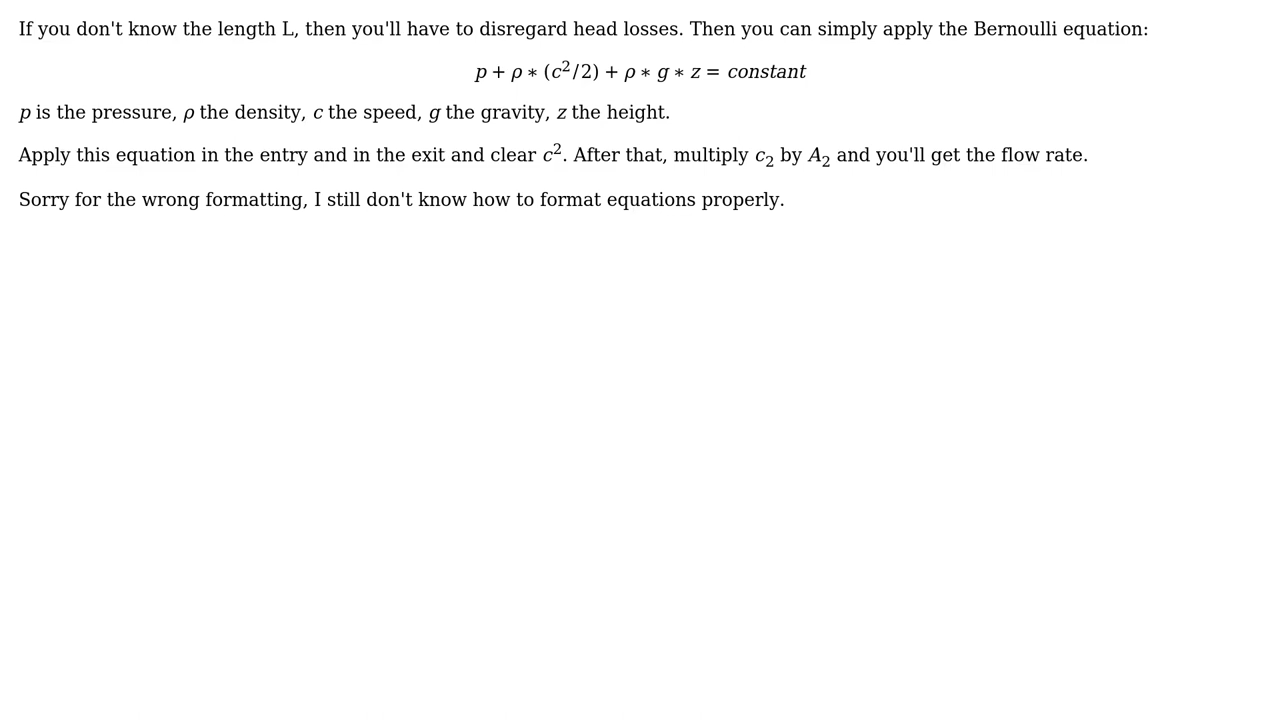 If you don't know the length L, then you'll have to disregard head losses. Then you can simply apply the Bernoulli equation:
p + ρ ∗ (c²/2) + ρ ∗ g ∗ z = constant
p is the pressure, ρ the density, c the speed, g the gravity, z the height.
Apply this equation in the entry and in the exit and clear c². After that, multiply c₂ by A₂ and you'll get the flow rate.
Sorry for the wrong formatting, I still don't know how to format equations properly.